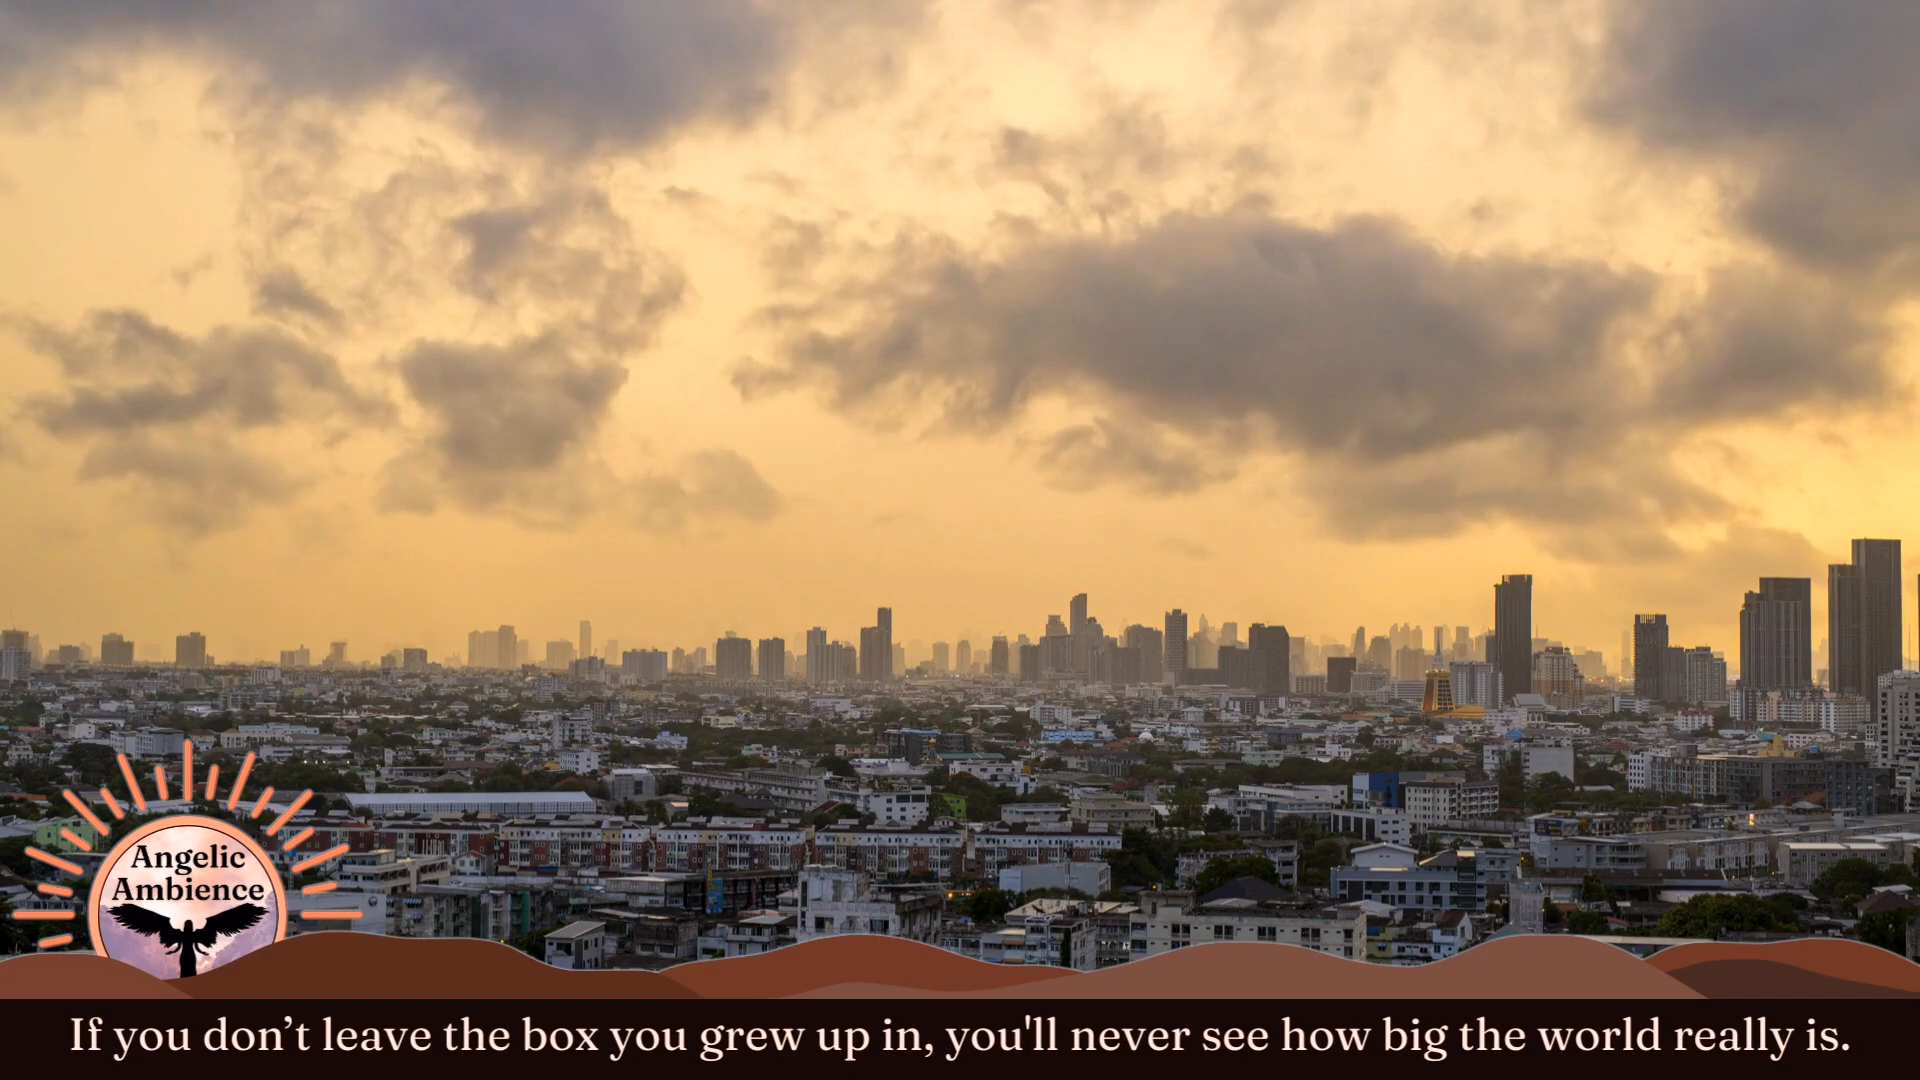 Angelic
Ambience
If you don’t leave the box you grew up in, you'll never see how big the world really is.